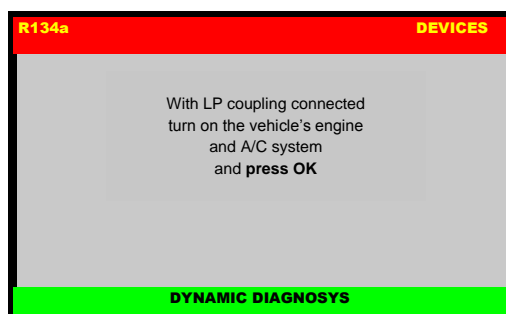 R134a DEVICES
With LP coupling connected
turn on the vehicle's engine
and A/C system
and press OK
DYNAMIC DIAGNOSYS